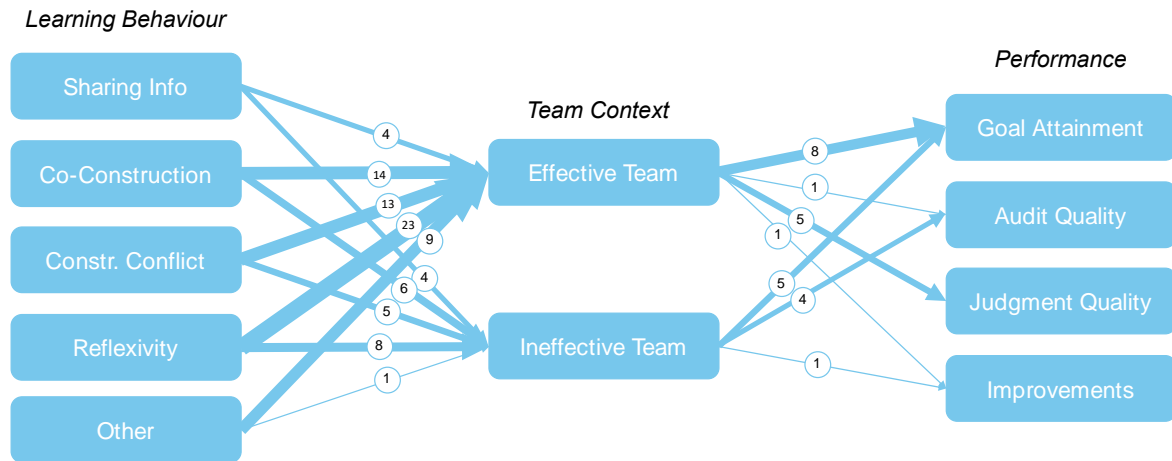 Learning Behaviour
Sharing Info
Co-Construction
Constr. Conflict
Reflexivity
Other
4
14
13
23
9
4
6
5
8
1
Team Context
Effective Team
Ineffective Team
8
1
5
1
5
4
1
Performance
Goal Attainment
Audit Quality
Judgment Quality
Improvements